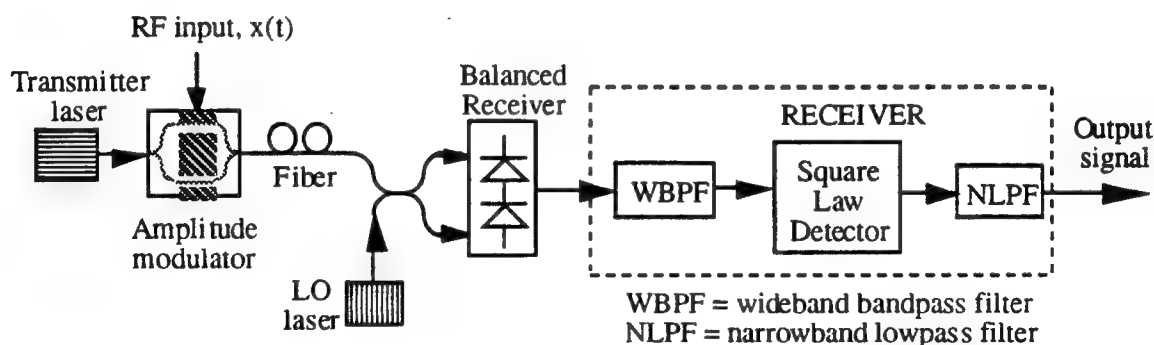 RF input, x(t)
Transmitter
laser
Amplitude
modulator
Fiber
LO
laser
Balanced
Receiver
RECEIVER
WBPF
Square
Law
Detector
NLPF
Output
signal
WBPF = wideband bandpass filter
NLPF = narrowband lowpass filter